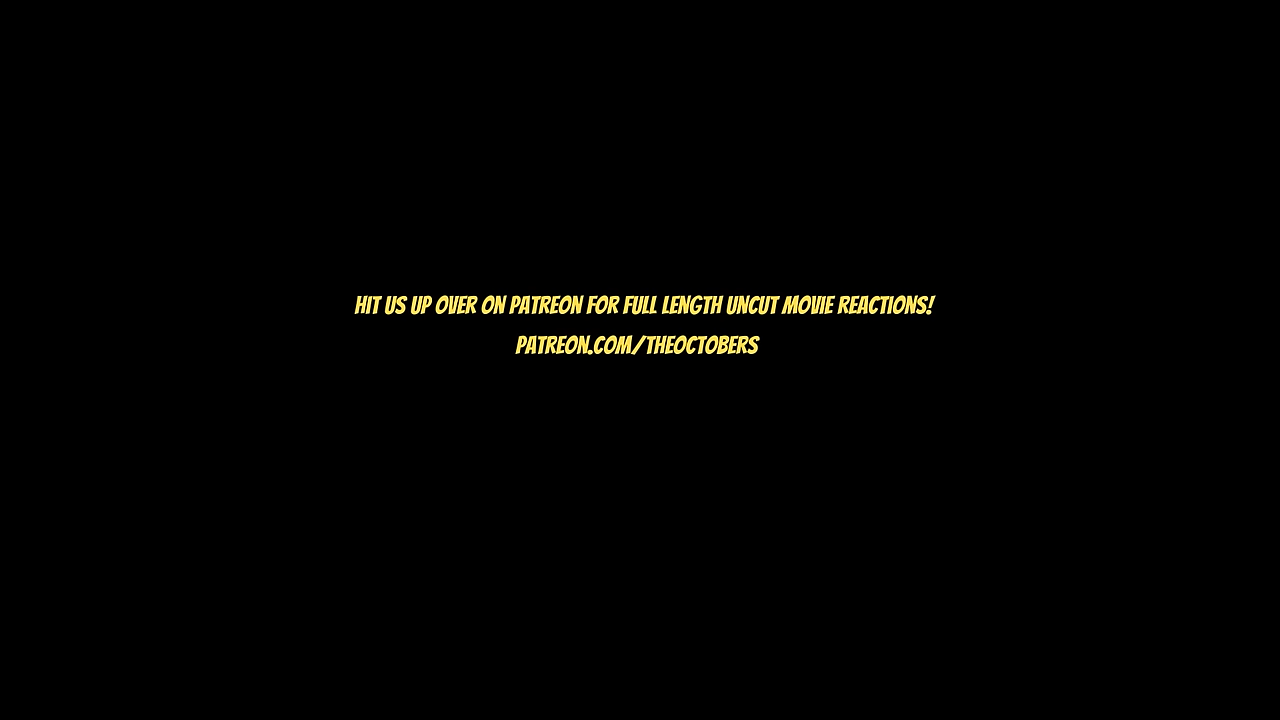 HIT US UP OVER ON PATREON FOR FULL LENGTH UNCUT MOVIE REACTIONS!
PATREON.COM/THEOCTOBERS